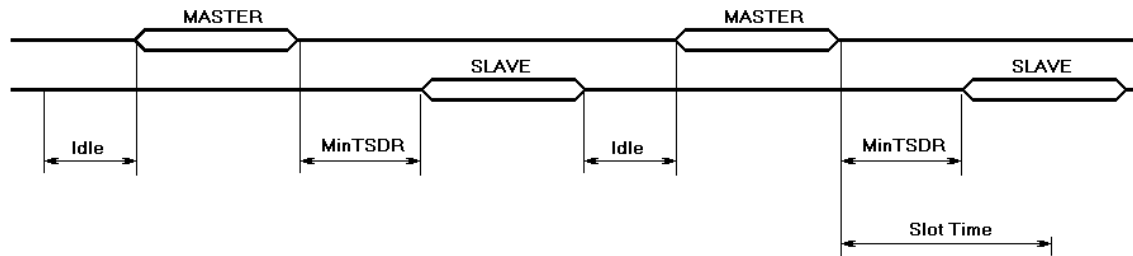 MASTER MASTER
SLAVE SLAVE
Idle MinTSDR Idle MinTSDR
Slot Time